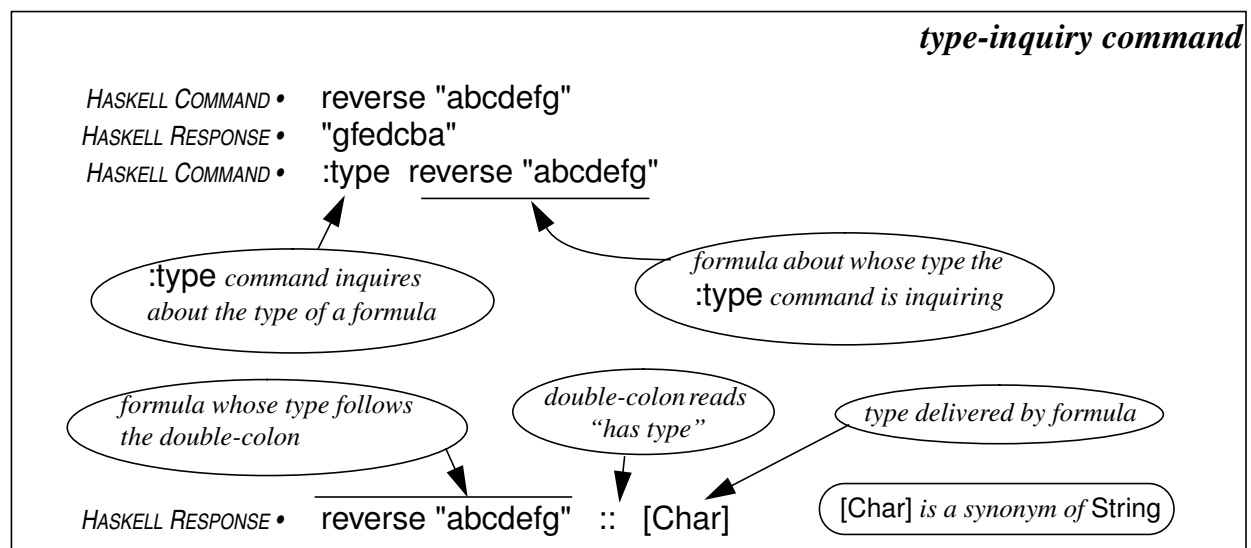 type-inquiry command
HASKELL COMMAND • reverse "abcdefg"
HASKELL RESPONSE • "gfedcba"
HASKELL COMMAND • :type reverse "abcdefg"
:type command inquires
about the type of a formula
formula about whose type the
:type command is inquiring
formula whose type follows
the double-colon
double-colon reads
“has type”
type delivered by formula
HASKELL RESPONSE • reverse "abcdefg" :: [Char]
[Char] is a synonym of String